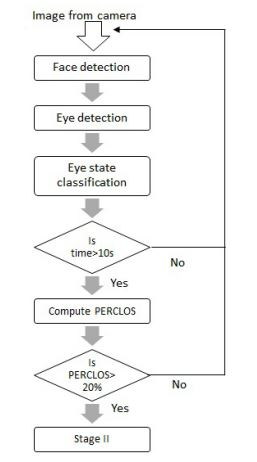 Image from camera
Face detection
Eye detection
Eye state
classification
Is
time>10s
No
Yes
Compute PERCLOS
Is
PERCLOS>
20%
No
Yes
Stage II